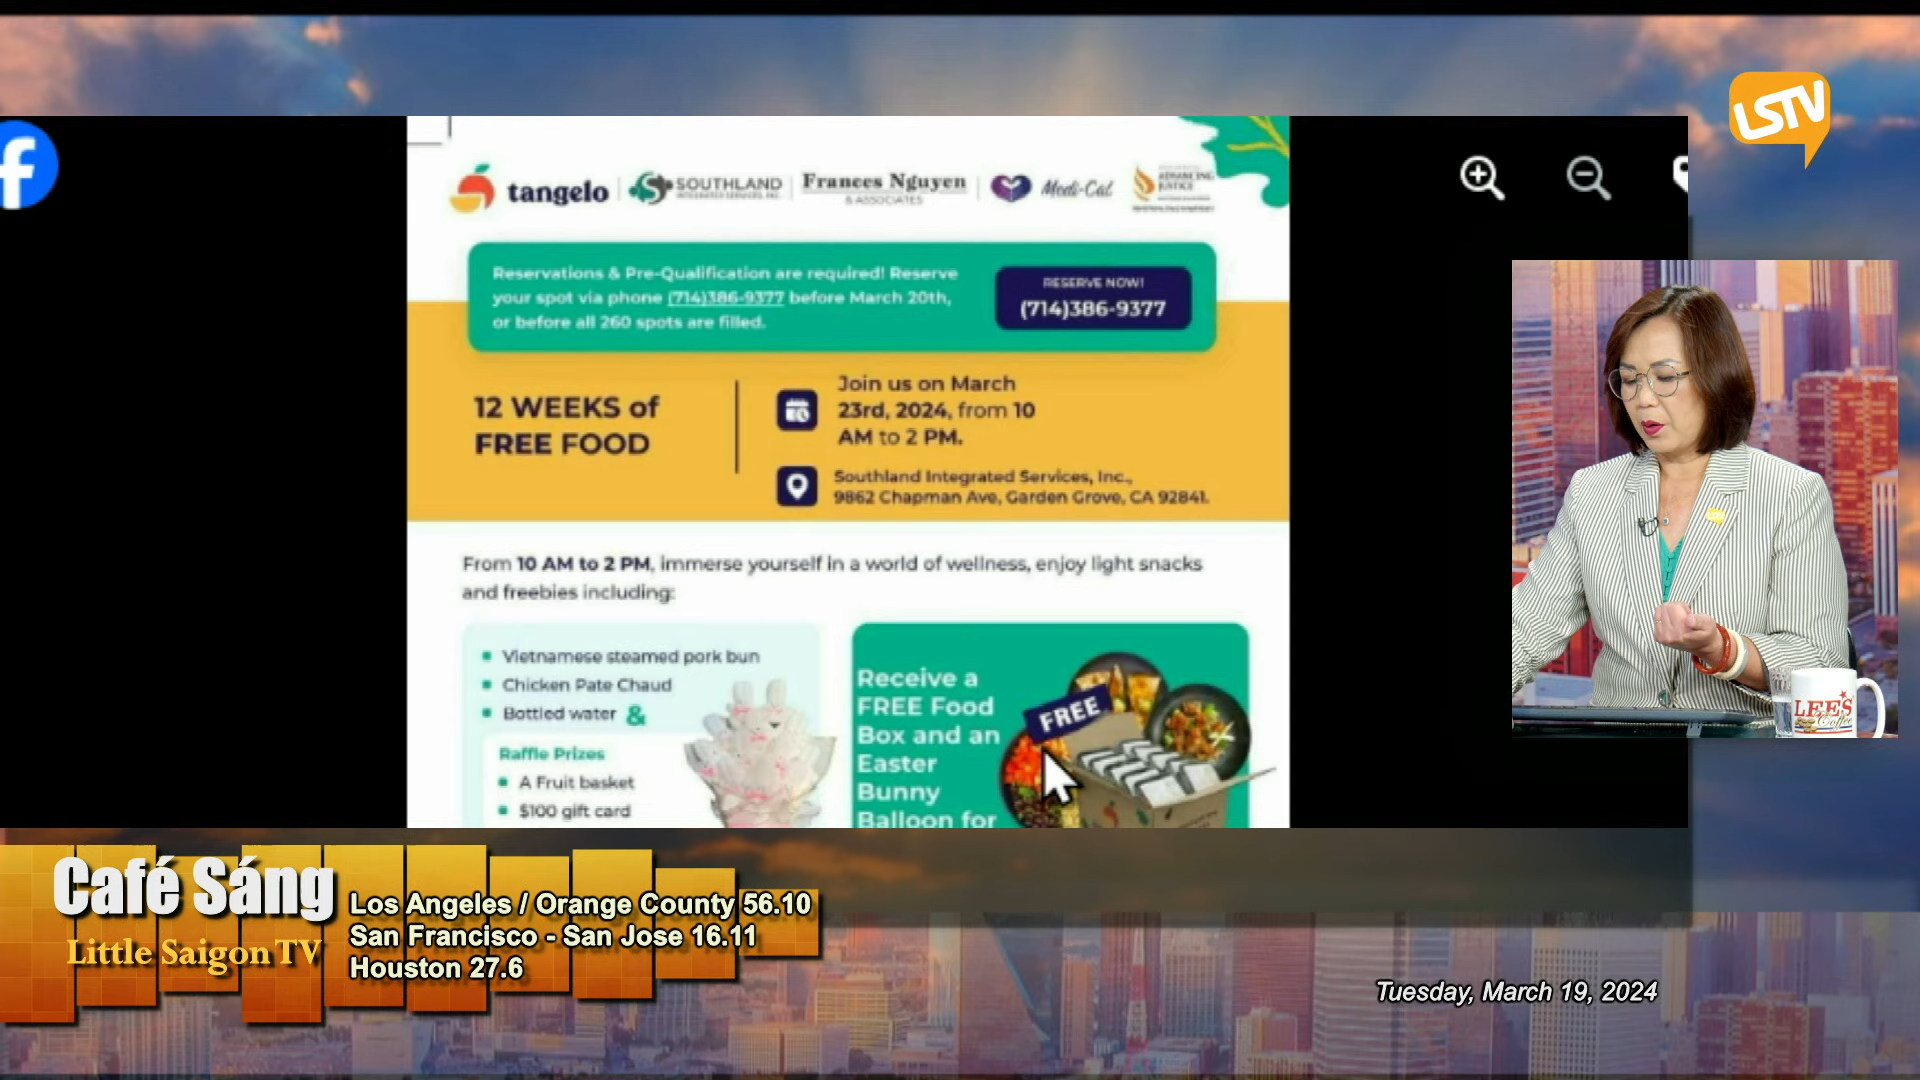 LSTV
tangelo
SOUTHLAND
INTEGRATED SERVICES, INC.
Frances Nguyen
& ASSOCIATES
Medi-Cal
ADVANCING
JUSTICE
Reservations & Pre-Qualification are required! Reserve
your spot via phone (714)386-9377 before March 20th,
or before all 260 spots are filled.
RESERVE NOW!
(714)386-9377
12 WEEKS of
FREE FOOD
Join us on March
23rd, 2024, from 10
AM to 2 PM.
Southland Integrated Services, Inc.,
9862 Chapman Ave, Garden Grove, CA 92841.
From 10 AM to 2 PM, immerse yourself in a world of wellness, enjoy light snacks
and freebies including:
Vietnamese steamed pork bun
Chicken Pate Chaud
Bottled water &
Raffle Prizes
A Fruit basket
$100 gift card
Receive a
FREE Food
Box and an
Easter
Bunny
Balloon for
FREE
LEE'S
Coffee
Café Sáng
Little Saigon TV
Los Angeles / Orange County 56.10
San Francisco - San Jose 16.11
Houston 27.6
Tuesday, March 19, 2024